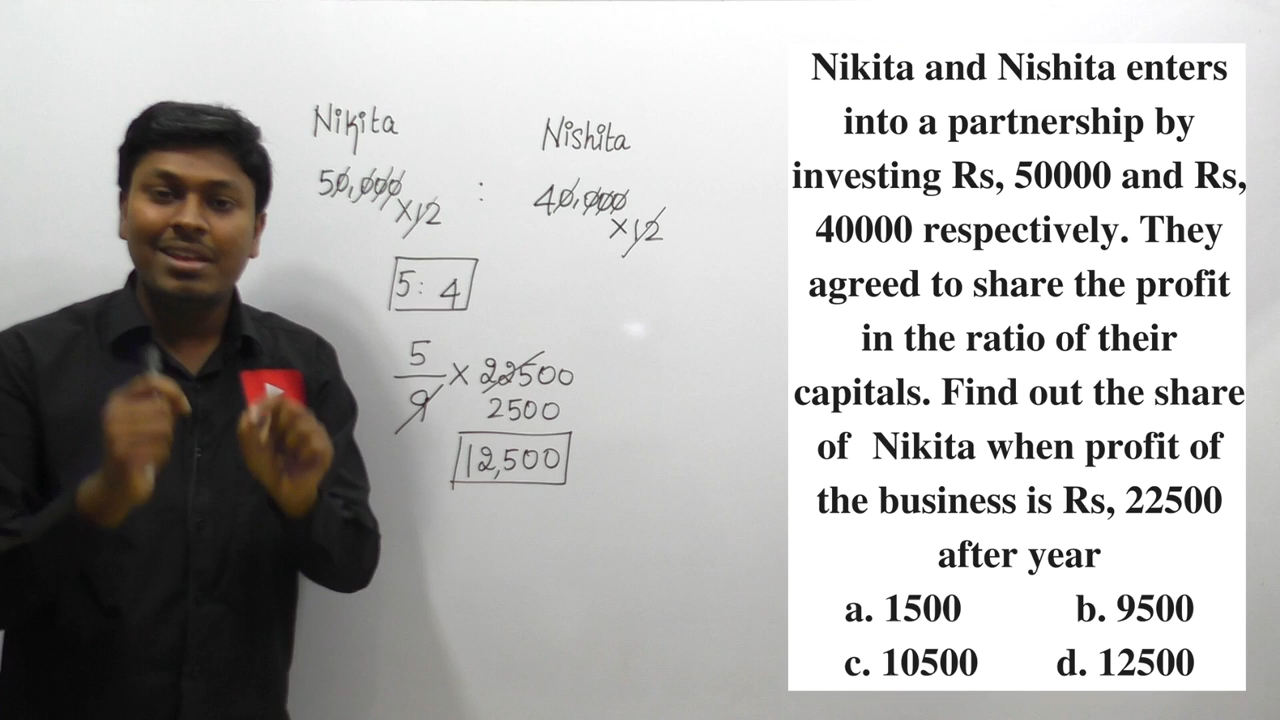 Nikita
Nishita
50,000 x12 : 40,000 x12
5 : 4
5/9 x 22500
2500
12,500
Nikita and Nishita enters
into a partnership by
investing Rs, 50000 and Rs,
40000 respectively. They
agreed to share the profit
in the ratio of their
capitals. Find out the share
of Nikita when profit of
the business is Rs, 22500
after year
a. 1500 b. 9500
c. 10500 d. 12500